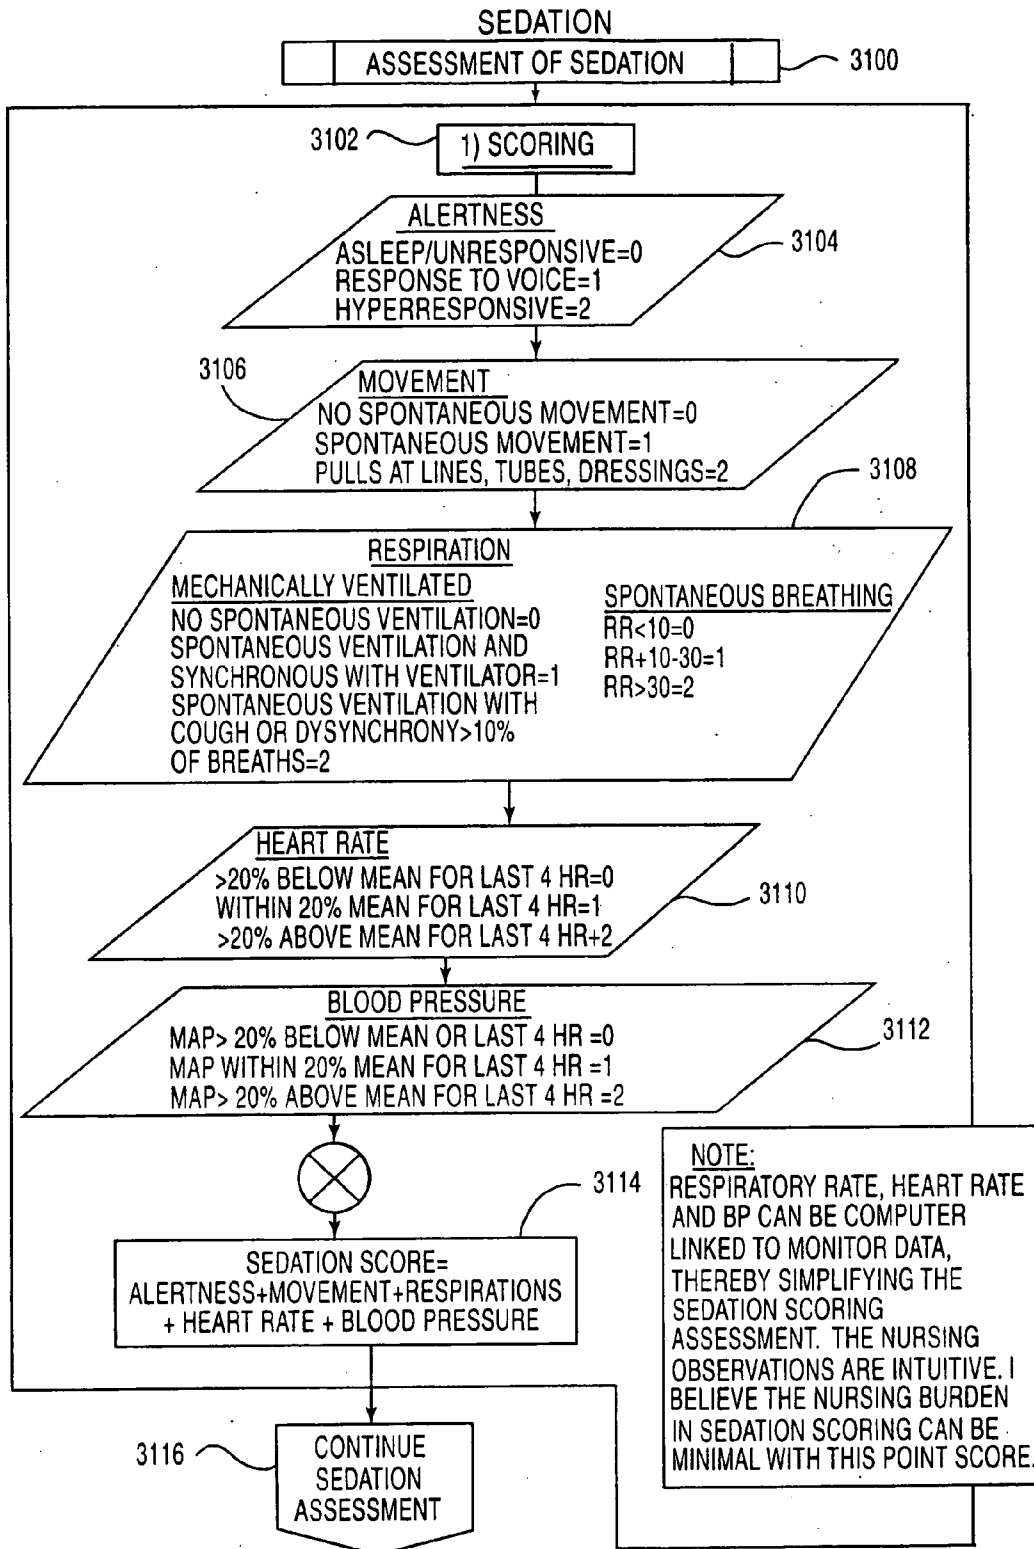 SEDATION
ASSESSMENT OF SEDATION
3100
3102
1) SCORING
ALERTNESS
ASLEEP/UNRESPONSIVE=0
RESPONSE TO VOICE=1
HYPERRESPONSIVE=2
3104
3106
MOVEMENT
NO SPONTANEOUS MOVEMENT=0
SPONTANEOUS MOVEMENT=1
PULLS AT LINES, TUBES, DRESSINGS=2
3108
RESPIRATION
MECHANICALLY VENTILATED
NO SPONTANEOUS VENTILATION=0
SPONTANEOUS VENTILATION AND
SYNCHRONOUS WITH VENTILATOR=1
SPONTANEOUS VENTILATION WITH
COUGH OR DYSYNCHRONY>10%
OF BREATHS=2
SPONTANEOUS BREATHING
RR<10=0
RR+10-30=1
RR>30=2
HEART RATE
>20% BELOW MEAN FOR LAST 4 HR=0
WITHIN 20% MEAN FOR LAST 4 HR=1
>20% ABOVE MEAN FOR LAST 4 HR+2
3110
BLOOD PRESSURE
MAP> 20% BELOW MEAN OR LAST 4 HR =0
MAP WITHIN 20% MEAN FOR LAST 4 HR =1
MAP> 20% ABOVE MEAN FOR LAST 4 HR =2
3112
3114
SEDATION SCORE=
ALERTNESS+MOVEMENT+RESPIRATIONS
+ HEART RATE + BLOOD PRESSURE
NOTE:
RESPIRATORY RATE, HEART RATE
AND BP CAN BE COMPUTER
LINKED TO MONITOR DATA,
THEREBY SIMPLIFYING THE
SEDATION SCORING
ASSESSMENT. THE NURSING
OBSERVATIONS ARE INTUITIVE. I
BELIEVE THE NURSING BURDEN
IN SEDATION SCORING CAN BE
MINIMAL WITH THIS POINT SCORE.
3116
CONTINUE
SEDATION
ASSESSMENT